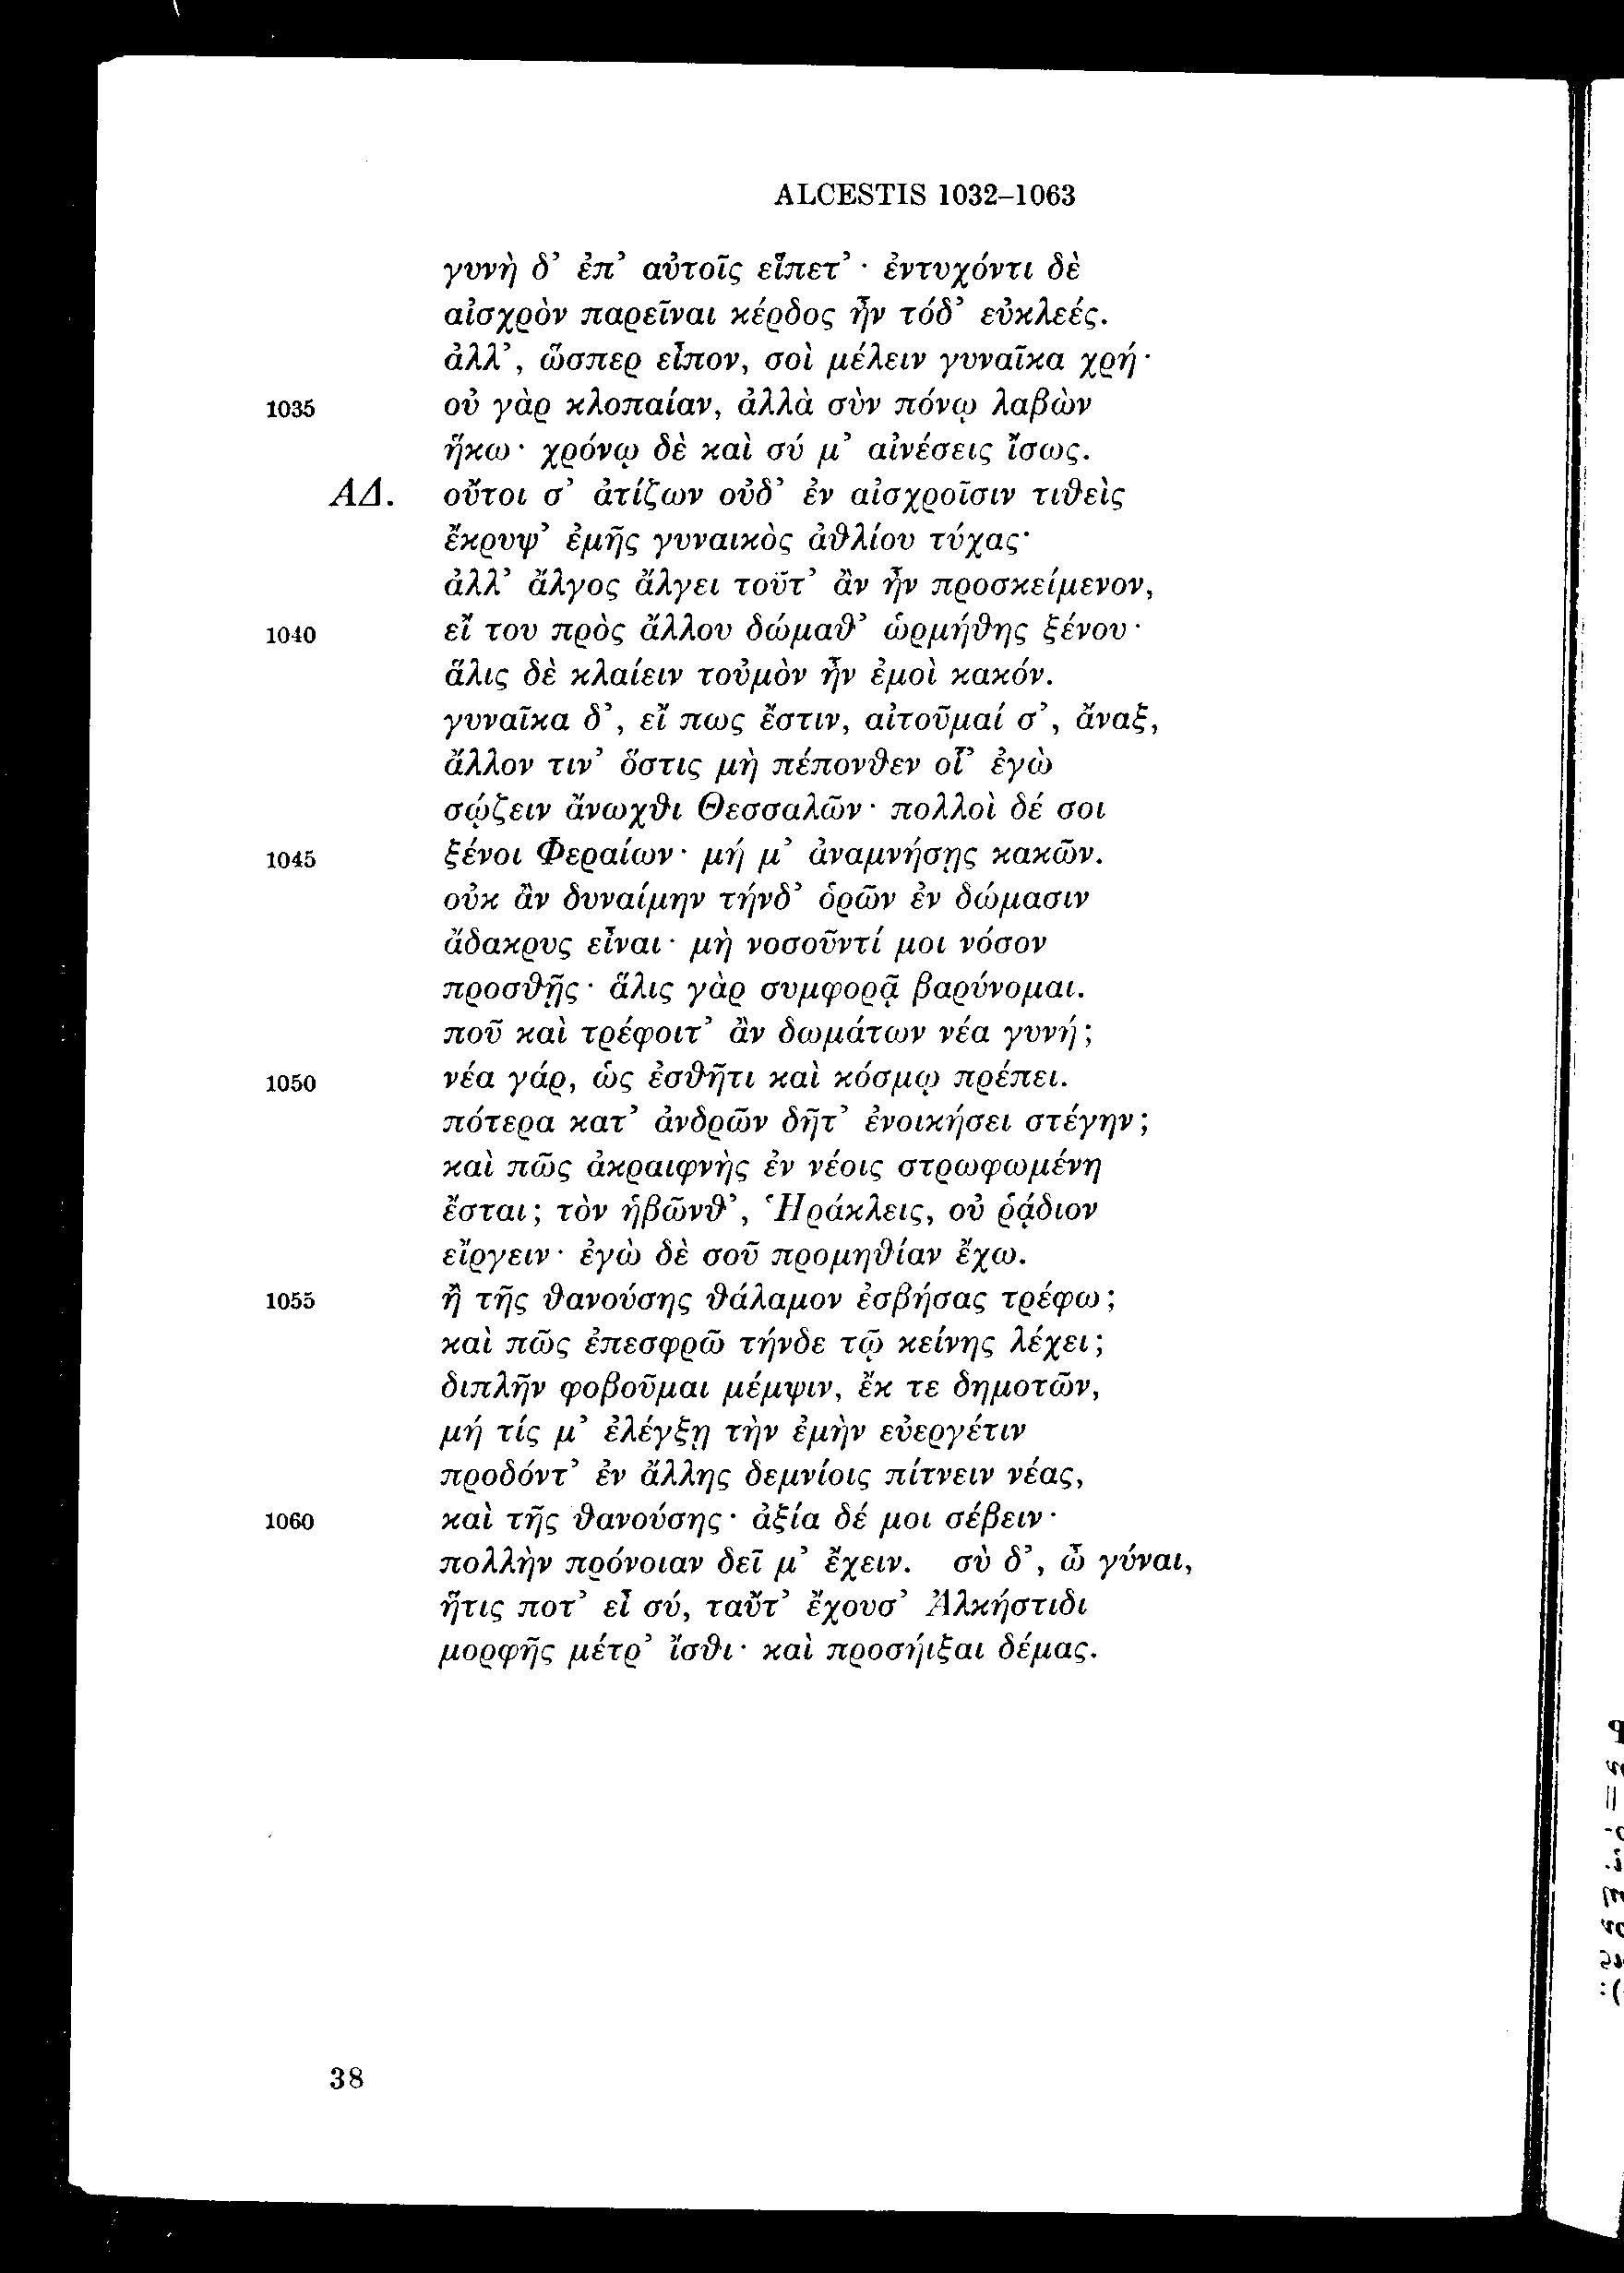 ALCESTIS 1032–1063
γυνὴ δ’ ἐπ’ αὐτοῖς εἵπετ’· ἐντυχόντι δὲ
αἰσχρὸν παρεῖναι κέρδος ἦν τόδ’ εὐκλεές.
ἀλλ’, ὥσπερ εἶπον, σοὶ μέλειν γυναῖκα χρή·
1035 οὐ γὰρ κλοπαίαν, ἀλλὰ σὺν πόνῳ λαβὼν
ἥκω· χρόνῳ δὲ καὶ σύ μ’ αἰνέσεις ἴσως.
ΑΔ. οὔτοι σ’ ἀτίζων οὐδ’ ἐν αἰσχροῖσιν τιθεὶς
ἔκρυψ’ ἐμῆς γυναικὸς ἀθλίου τύχας·
ἀλλ’ ἄλγος ἄλγει τοῦτ’ ἂν ἦν προσκείμενον,
1040 εἴ του πρὸς ἄλλου δώμαθ’ ὡρμήθης ξένου·
ἅλις δὲ κλαίειν τοὐμὸν ἦν ἐμοὶ κακόν.
γυναῖκα δ’, εἴ πως ἔστιν, αἰτοῦμαί σ’, ἄναξ,
ἄλλον τιν’ ὅστις μὴ πέπονθεν οἷ’ ἐγὼ
σῴζειν ἄνωχθι Θεσσαλῶν· πολλοὶ δέ σοι
1045 ξένοι Φεραίων· μή μ’ ἀναμνήσῃς κακῶν.
οὐκ ἂν δυναίμην τήνδ’ ὁρῶν ἐν δώμασιν
ἄδακρυς εἶναι· μὴ νοσοῦντί μοι νόσον
προσθῇς· ἅλις γὰρ συμφορᾷ βαρύνομαι.
ποῦ καὶ τρέφοιτ’ ἂν δωμάτων νέα γυνή;
1050 νέα γάρ, ὡς ἐσθῆτι καὶ κόσμῳ πρέπει.
πότερα κατ’ ἀνδρῶν δῆτ’ ἐνοικήσει στέγην;
καὶ πῶς ἀκραιφνὴς ἐν νέοις στρωφωμένη
ἔσται; τὸν ἡβῶνθ’, Ἡράκλεις, οὐ ῥᾴδιον
εἴργειν· ἐγὼ δὲ σοῦ προμηθίαν ἔχω.
1055 ἢ τῆς θανούσης θάλαμον ἐσβήσας τρέφω;
καὶ πῶς ἐπεσφρῶ τήνδε τῷ κείνης λέχει;
διπλῆν φοβοῦμαι μέμψιν, ἔκ τε δημοτῶν,
μή τίς μ’ ἐλέγξῃ τὴν ἐμὴν εὐεργέτιν
προδόντ’ ἐν ἄλλης δεμνίοις πίτνειν νέας,
1060 καὶ τῆς θανούσης· ἀξία δέ μοι σέβειν·
πολλὴν πρόνοιαν δεῖ μ’ ἔχειν. σὺ δ’, ὦ γύναι,
ἥτις ποτ’ εἶ σύ, ταὔτ’ ἔχουσ’ Ἀλκήστιδι
μορφῆς μέτρ’ ἴσθι· καὶ προσήιξαι δέμας.
38